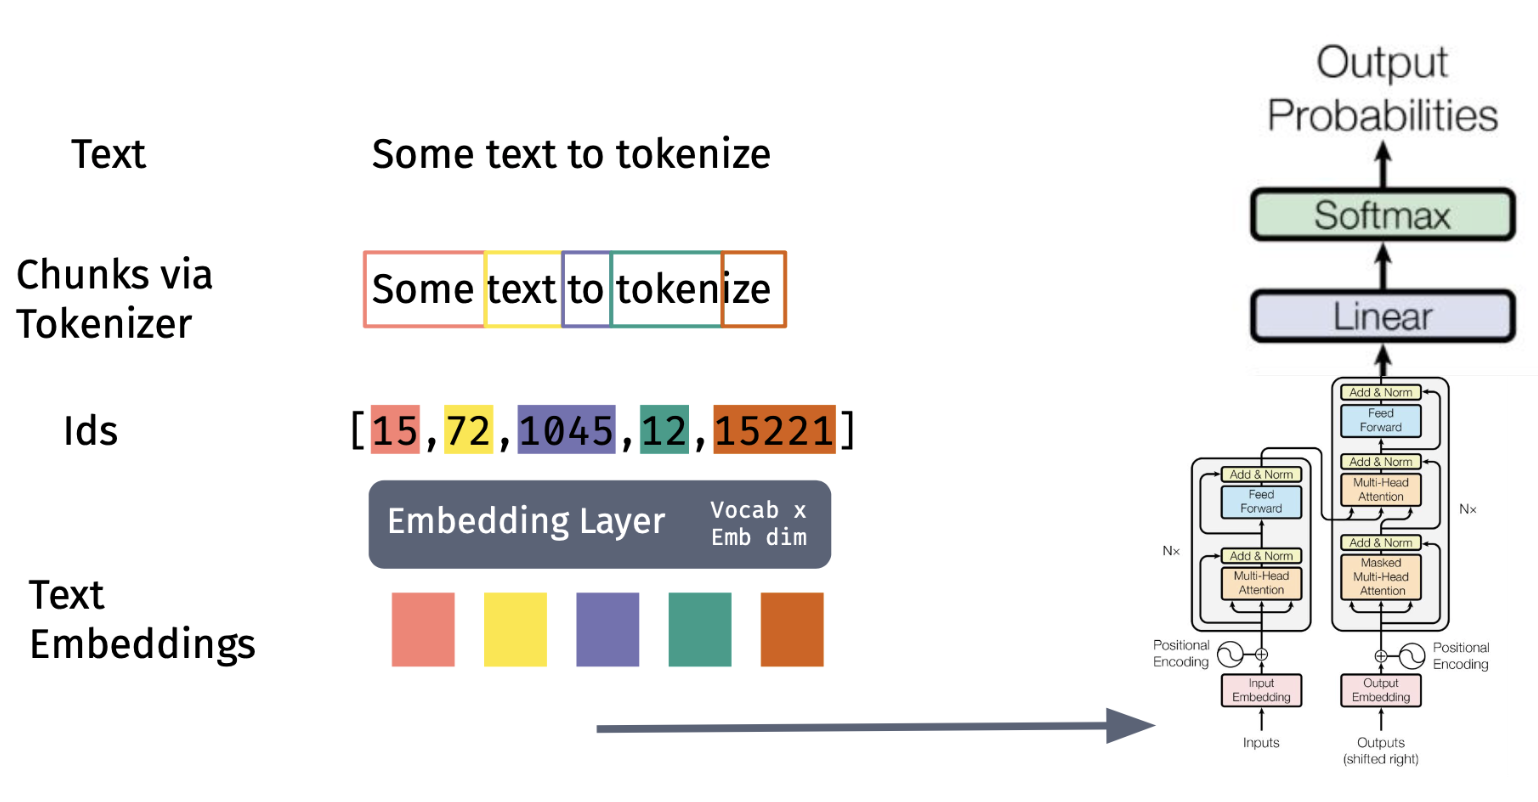 Text
Some text to tokenize
Chunks via
Tokenizer
Some text to tokenize
Ids
[15,72,1045,12,15221]
Embedding Layer
Vocab x
Emb dim
Text
Embeddings
Output
Probabilities
Softmax
Linear
Add & Norm
Feed
Forward
Add & Norm
Multi-Head
Attention
Add & Norm
Masked
Multi-Head
Attention
Nx
Add & Norm
Feed
Forward
Add & Norm
Multi-Head
Attention
Nx
Positional
Encoding
Positional
Encoding
Input
Embedding
Output
Embedding
Inputs
Outputs
(shifted right)